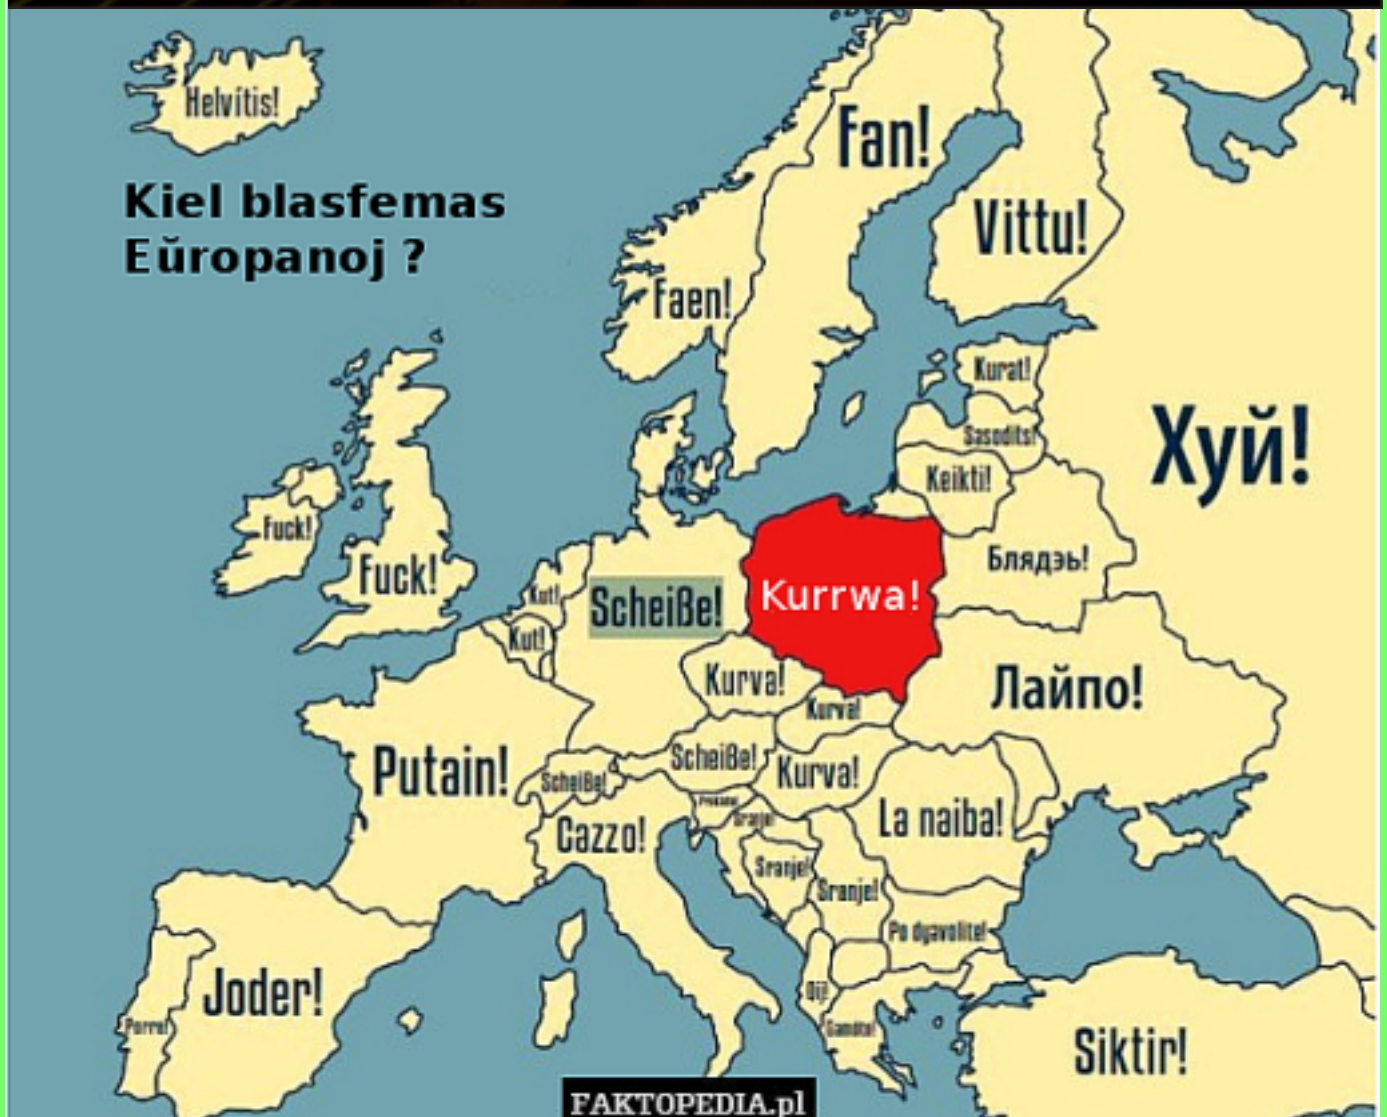 Helvítis!
Fan!
Kiel blasfemas
Eŭropanoj ?
Vittu!
Faen!
Kurat!
Sasodits!
Хуй!
Keikti!
Fuck!
Блядэь!
Fuck!
Kut!
Scheiße!
Kurrwa!
Kut!
Kurva!
Лайпо!
Kurva!
Putain!
Scheiße!
Kurva!
Scheiße!
La naiba!
Sranje!
Cazzo!
Sranje!
Sranje!
Po dyavolite!
Joder!
Qij!
Porra!
Gamoto!
Siktir!
FAKTOPEDIA.pl